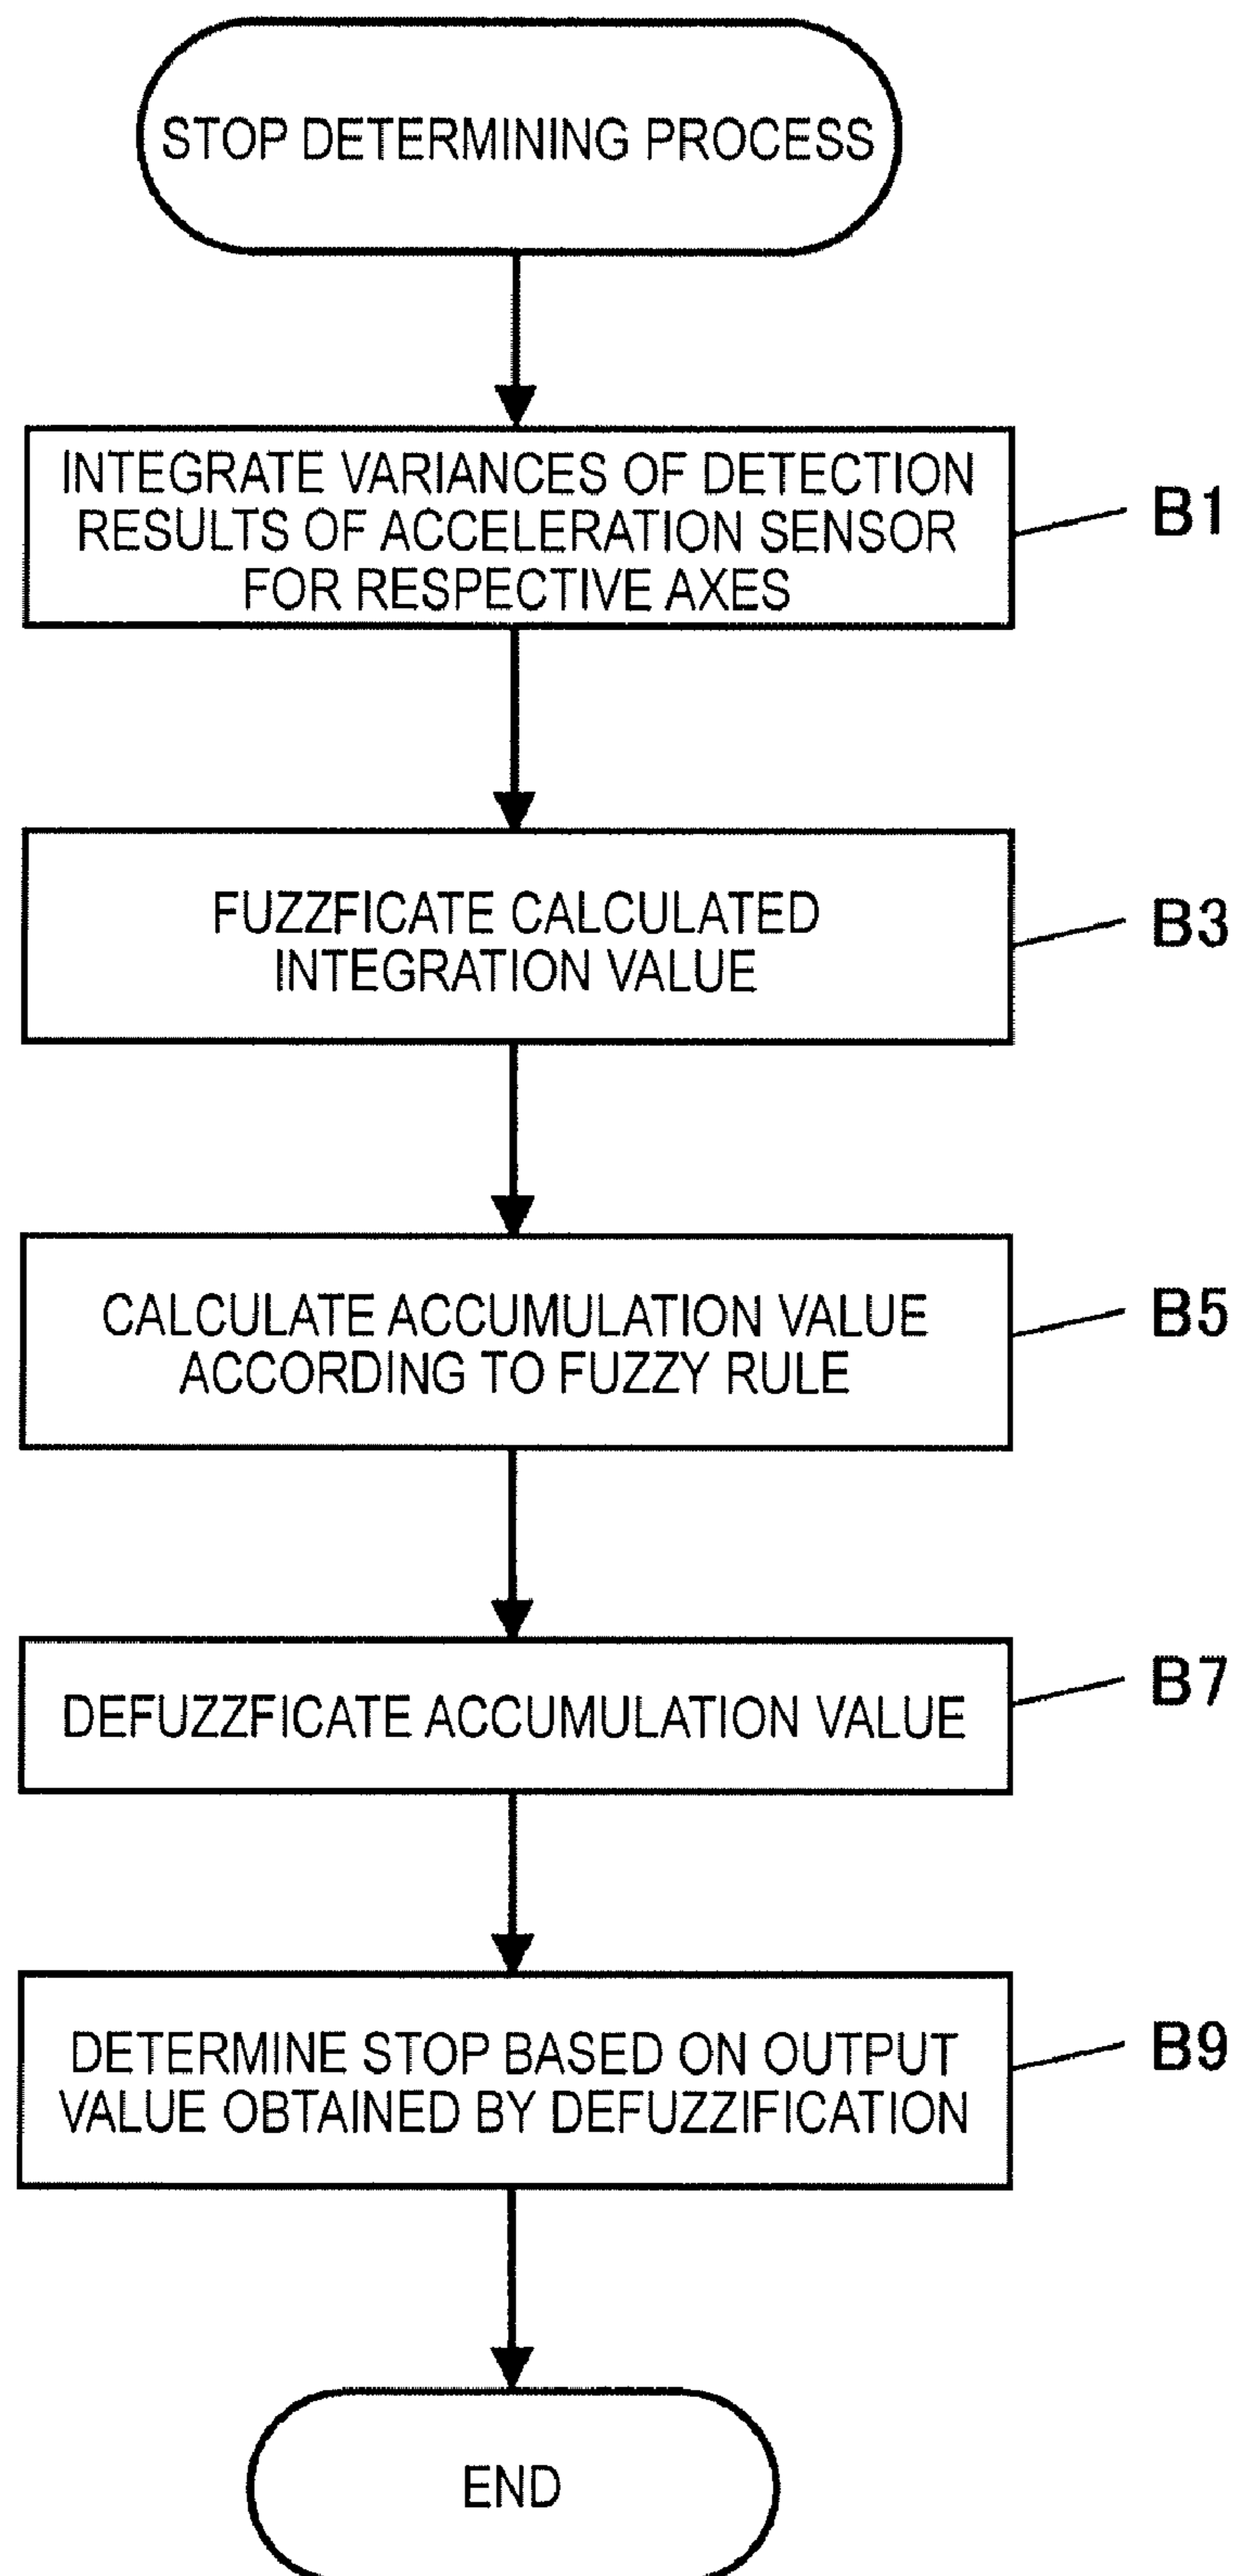 STOP DETERMINING PROCESS
INTEGRATE VARIANCES OF DETECTION
RESULTS OF ACCELERATION SENSOR
FOR RESPECTIVE AXES
B1
FUZZFICATE CALCULATED
INTEGRATION VALUE
B3
CALCULATE ACCUMULATION VALUE
ACCORDING TO FUZZY RULE
B5
DEFUZZFICATE ACCUMULATION VALUE
B7
DETERMINE STOP BASED ON OUTPUT
VALUE OBTAINED BY DEFUZZIFICATION
B9
END